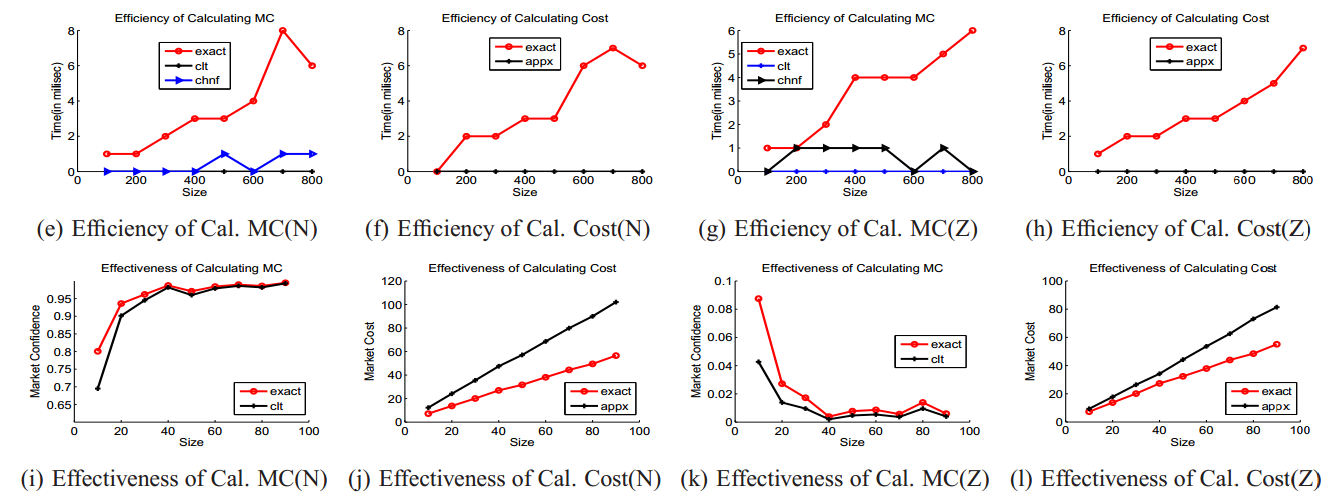 Efficiency of Calculating MC
Time(in milisec)
8
6
4
2
0
0
200
400
600
800
Size
exact
clt
chnf
(e) Efficiency of Cal. MC(N)
Efficiency of Calculating Cost
Time(in milisec)
8
6
4
2
0
0
200
400
600
800
Size
exact
appx
(f) Efficiency of Cal. Cost(N)
Efficiency of Calculating MC
Time(in milisec)
6
5
4
3
2
1
0
0
200
400
600
800
Size
exact
clt
chnf
(g) Efficiency of Cal. MC(Z)
Efficiency of Calculating Cost
Time(in milisec)
8
6
4
2
0
0
200
400
600
800
Size
exact
appx
(h) Efficiency of Cal. Cost(Z)
Effectiveness of Calculating MC
Market Confidence
0.95
0.9
0.85
0.8
0.75
0.7
0.65
0
20
40
60
80
100
Size
exact
clt
(i) Effectiveness of Cal. MC(N)
Effectiveness of Calculating Cost
Market Cost
120
100
80
60
40
20
0
0
20
40
60
80
100
Size
exact
appx
(j) Effectiveness of Cal. Cost(N)
Effectiveness of Calculating MC
Market Confidence
0.1
0.08
0.06
0.04
0.02
0
0
20
40
60
80
100
Size
exact
clt
(k) Effectiveness of Cal. MC(Z)
Effectiveness of Calculating Cost
Market Cost
100
80
60
40
20
0
0
20
40
60
80
100
Size
exact
appx
(l) Effectiveness of Cal. Cost(Z)